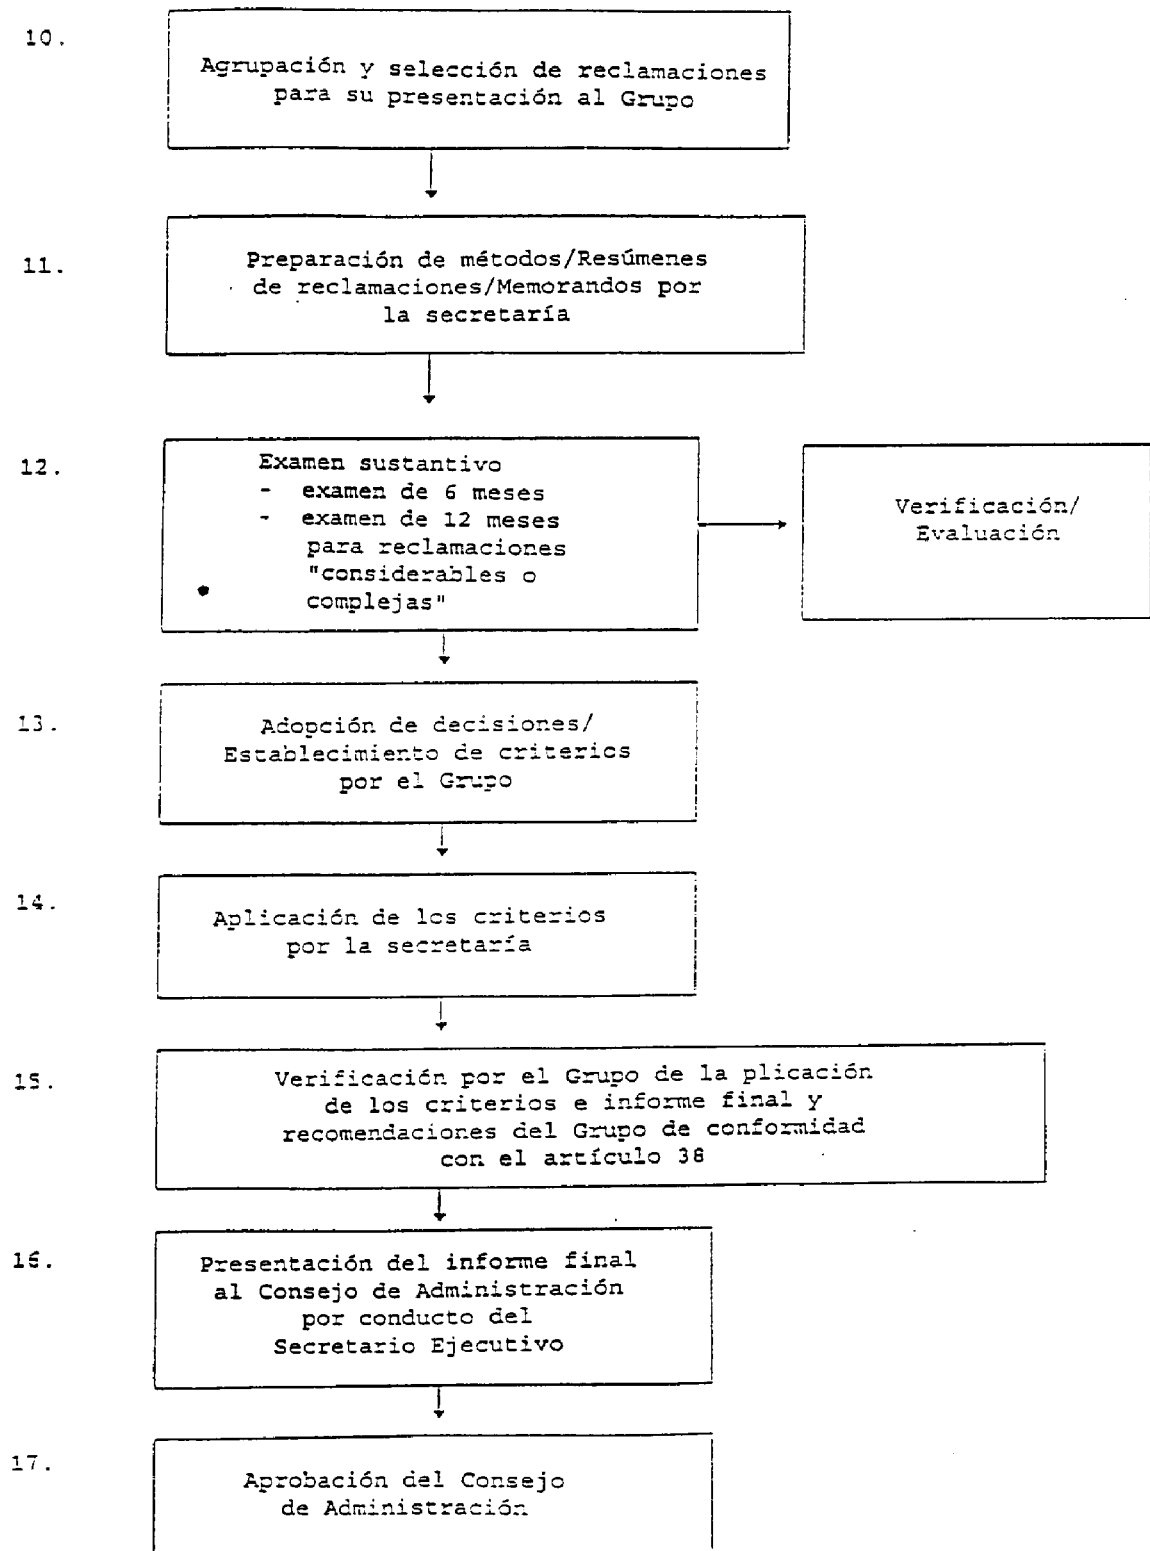 10.
Agrupación y selección de reclamaciones
para su presentación al Grupo
11.
Preparación de métodos/Resúmenes
de reclamaciones/Memorandos por
la secretaría
12.
Examen sustantivo
- examen de 6 meses
- examen de 12 meses
para reclamaciones
"considerables o
complejas"
Verificación/
Evaluación
13.
Adopción de decisiones/
Establecimiento de criterios
por el Grupo
14.
Aplicación de los criterios
por la secretaría
15.
Verificación por el Grupo de la plicación
de los criterios e informe final y
recomendaciones del Grupo de conformidad
con el artículo 38
16.
Presentación del informe final
al Consejo de Administración
por conducto del
Secretario Ejecutivo
17.
Aprobación del Consejo
de Administración